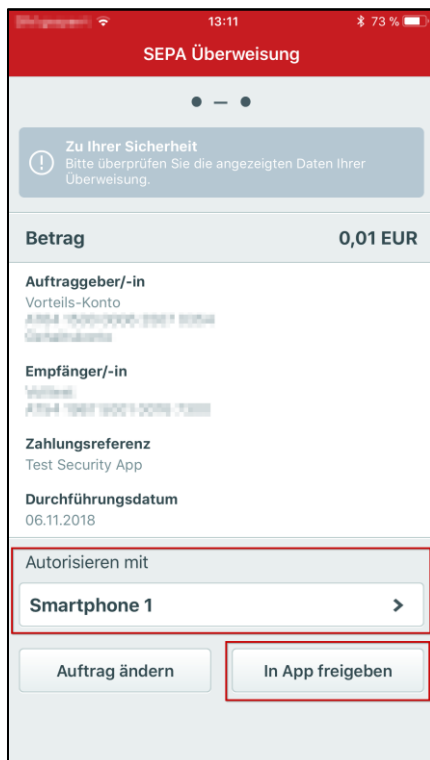 13:11
73 %
SEPA Überweisung
Zu Ihrer Sicherheit
Bitte überprüfen Sie die angezeigten Daten Ihrer
Überweisung.
Betrag 0,01 EUR
Auftraggeber/-in
Vorteils-Konto
Empfänger/-in
Zahlungsreferenz
Test Security App
Durchführungsdatum
06.11.2018
Autorisieren mit
Smartphone 1
Auftrag ändern
In App freigeben